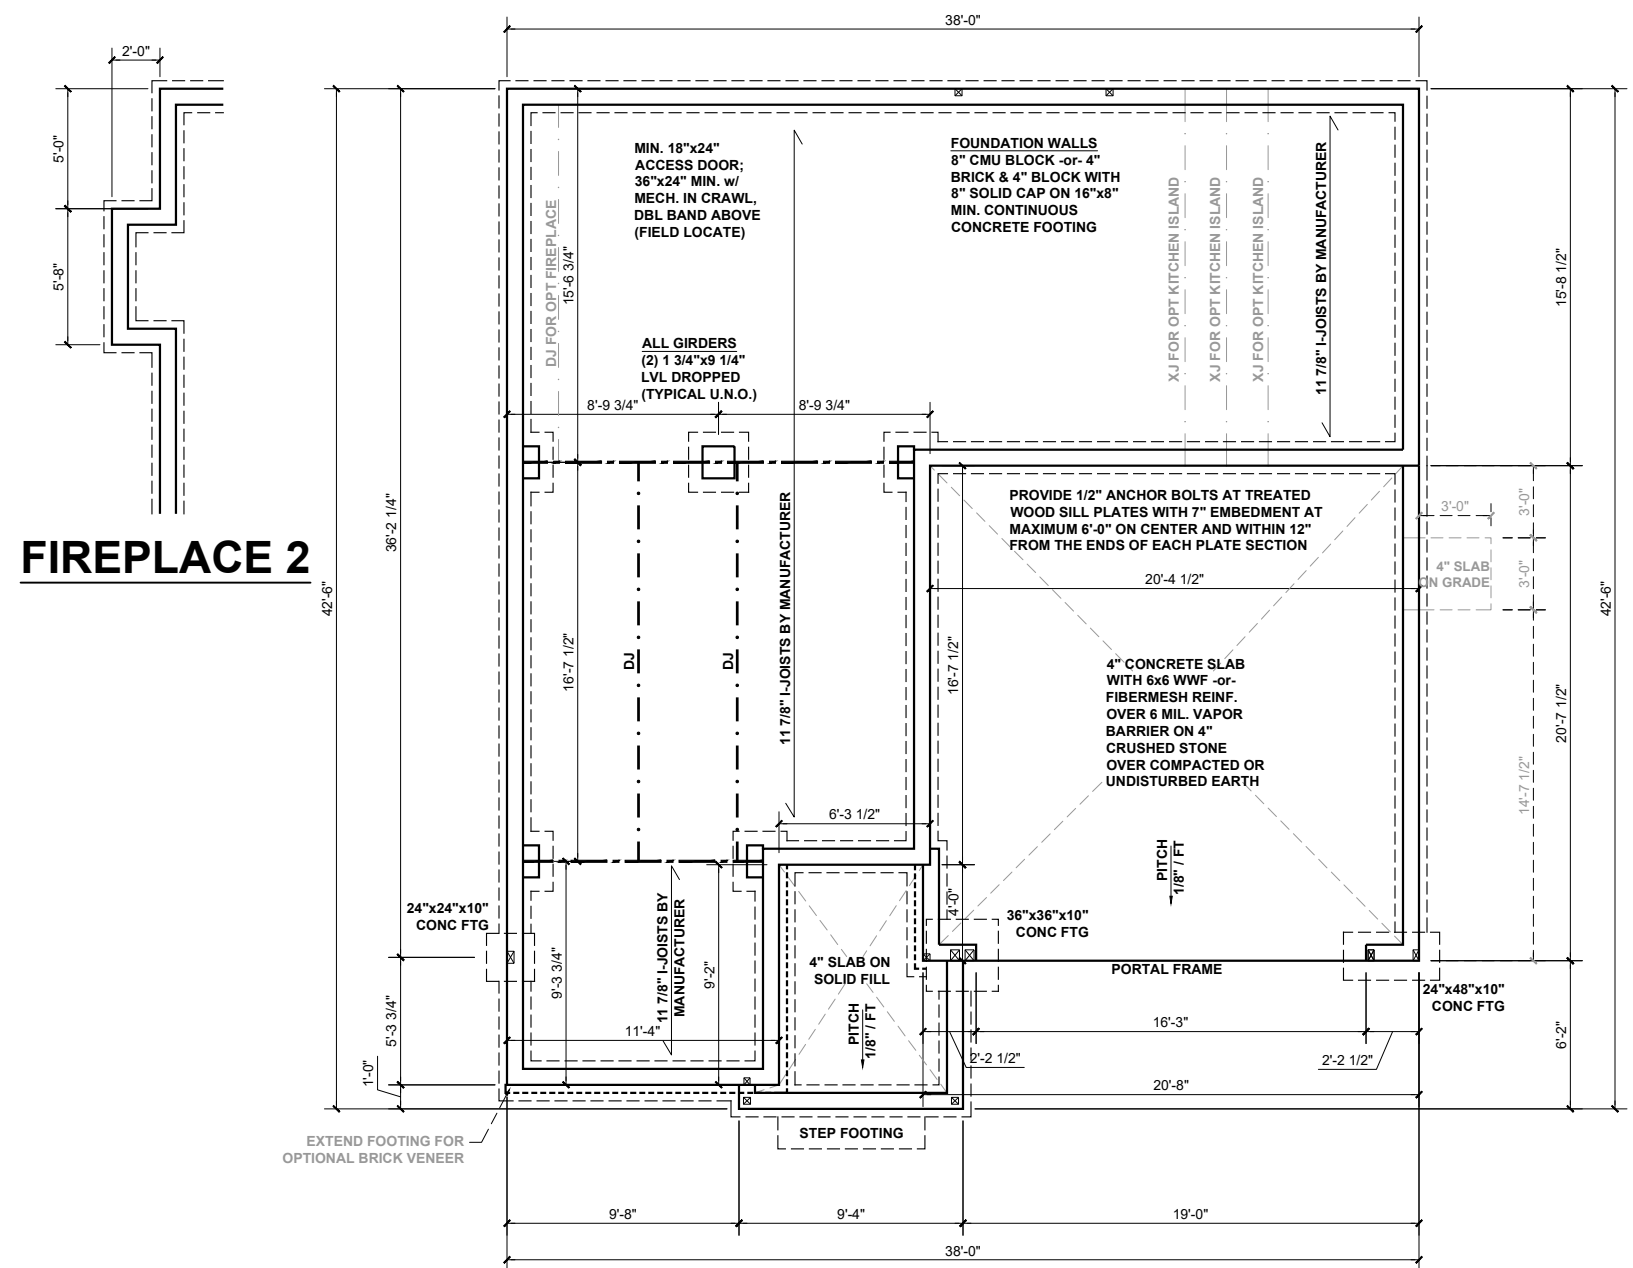 38'-0"
2'-0"
5'-0"
5'-8"
FIREPLACE 2
42'-6"
36'-2 1/4"
5'-3 3/4"
1'-0"
MIN. 18"x24"
ACCESS DOOR;
36"x24" MIN. w/
MECH. IN CRAWL,
DBL BAND ABOVE
(FIELD LOCATE)
FOUNDATION WALLS
8" CMU BLOCK -or- 4"
BRICK & 4" BLOCK WITH
8" SOLID CAP ON 16"x8"
MIN. CONTINUOUS
CONCRETE FOOTING
DJ FOR OPT FIREPLACE
15'-6 3/4"
XJ FOR OPT KITCHEN ISLAND
XJ FOR OPT KITCHEN ISLAND
XJ FOR OPT KITCHEN ISLAND
11 7/8" I-JOISTS BY MANUFACTURER
15'-8 1/2"
ALL GIRDERS
(2) 1 3/4"x9 1/4"
LVL DROPPED
(TYPICAL U.N.O.)
8'-9 3/4"
8'-9 3/4"
PROVIDE 1/2" ANCHOR BOLTS AT TREATED
WOOD SILL PLATES WITH 7" EMBEDMENT AT
MAXIMUM 6'-0" ON CENTER AND WITHIN 12"
FROM THE ENDS OF EACH PLATE SECTION
3'-0"
3'-0"
4" SLAB
ON GRADE
3'-0"
42'-6"
20'-4 1/2"
16'-7 1/2"
DJ
DJ
11 7/8" I-JOISTS BY MANUFACTURER
16'-7 1/2"
4" CONCRETE SLAB
WITH 6x6 WWF -or-
FIBERMESH REINF.
OVER 6 MIL. VAPOR
BARRIER ON 4"
CRUSHED STONE
OVER COMPACTED OR
UNDISTURBED EARTH
20'-7 1/2"
14'-7 1/2"
6'-3 1/2"
PITCH
1/8" / FT
24"x24"x10"
CONC FTG
11 7/8" I-JOISTS BY
MANUFACTURER
9'-3 3/4"
9'-2"
4'-0"
36"x36"x10"
CONC FTG
4" SLAB ON
SOLID FILL
PORTAL FRAME
24"x48"x10"
CONC FTG
PITCH
1/8" / FT
11'-4"
16'-3"
2'-2 1/2"
2'-2 1/2"
6'-2"
20'-8"
EXTEND FOOTING FOR
OPTIONAL BRICK VENEER
STEP FOOTING
9'-8"
9'-4"
19'-0"
38'-0"